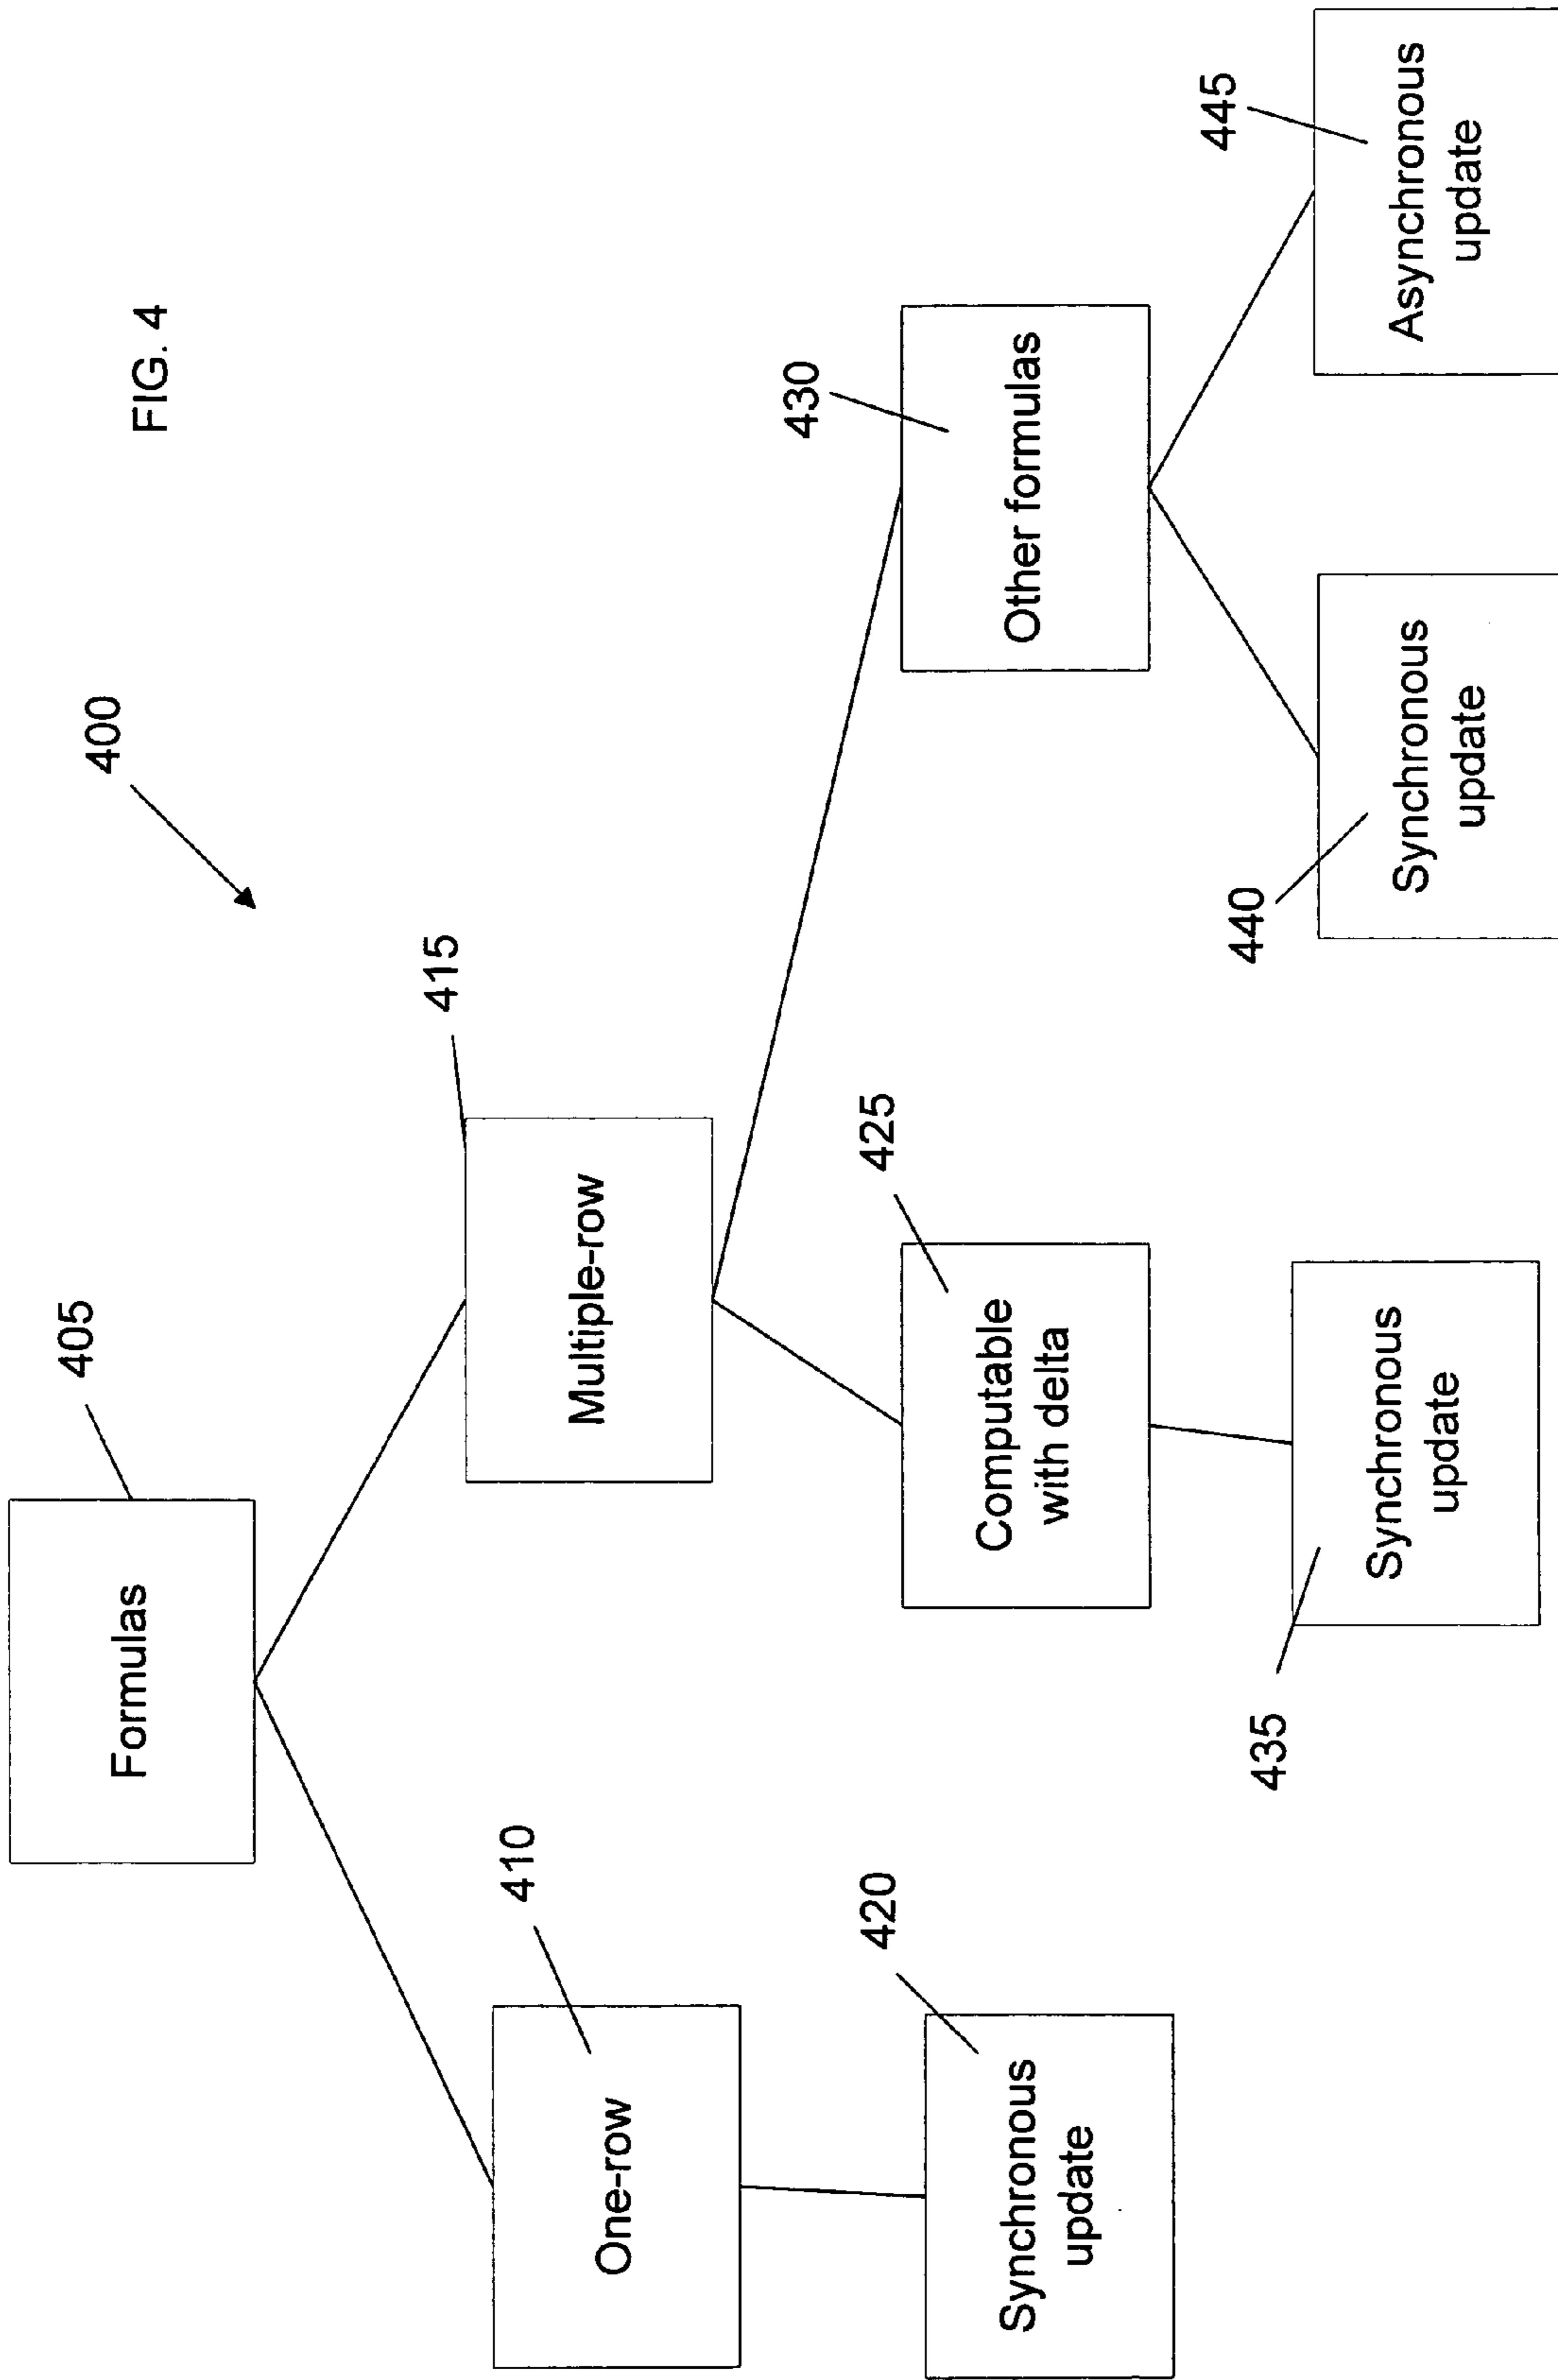 FIG. 4
400
405
Formulas
410
One-row
415
Multiple-row
420
Synchronous
update
425
Computable
with delta
430
Other formulas
435
Synchronous
update
440
Synchronous
update
445
Asynchronous
update